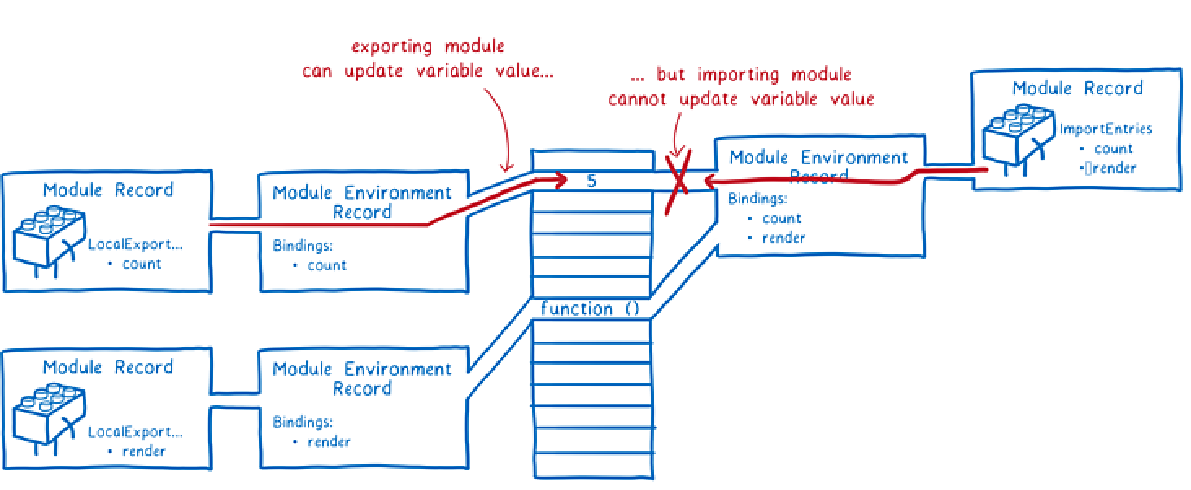 exporting module
can update variable value...
... but importing module
cannot update variable value
Module Record
ImportEntries
• count
• render
Module Environment
Record
Bindings:
• count
• render
Module Record
LocalExport...
• count
Module Environment
Record
Bindings:
• count
5
function ()
Module Record
LocalExport...
• render
Module Environment
Record
Bindings:
• render